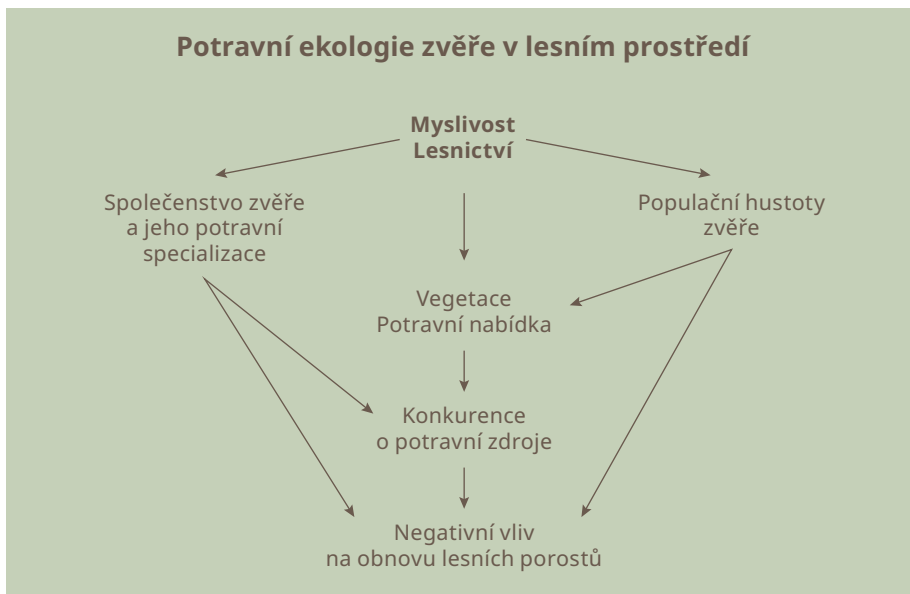 Potravní ekologie zvěře v lesním prostředí
Myslivost
Lesnictví
Společenstvo zvěře
a jeho potravní
specializace
Populační hustoty
zvěře
Vegetace
Potravní nabídka
Konkurence
o potravní zdroje
Negativní vliv
na obnovu lesních porostů